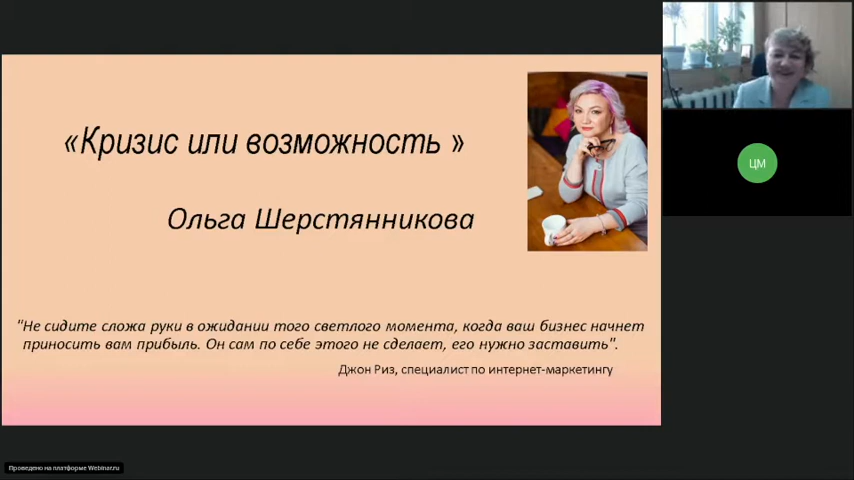 «Кризис или возможность »
Ольга Шерстянникова
"Не сидите сложа руки в ожидании того светлого момента, когда ваш бизнес начнет
приносить вам прибыль. Он сам по себе этого не сделает, его нужно заставить".
Джон Риз, специалист по интернет-маркетингу
ЦМ
Проведено на платформе Webinar.ru